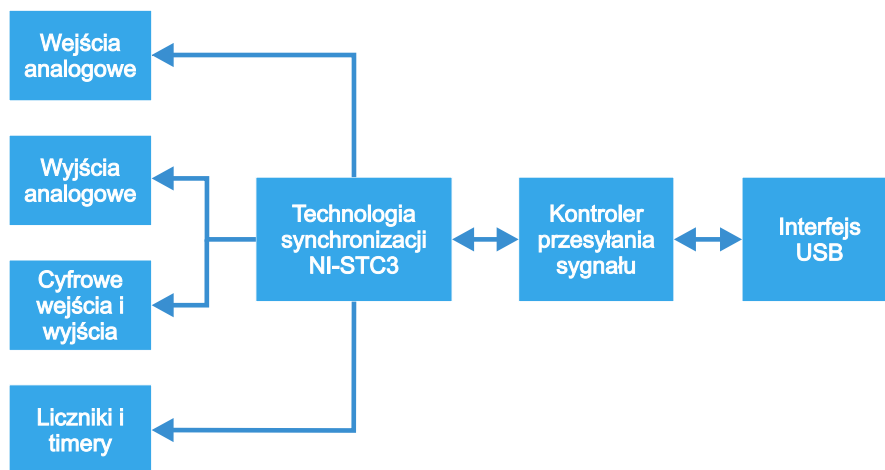 Wejścia
analogowe
Wyjścia
analogowe
Cyfrowe
wejścia i
wyjścia
Liczniki i
timery
Technologia
synchronizacji
NI-STC3
Kontroler
przesyłania
sygnału
Interfejs
USB